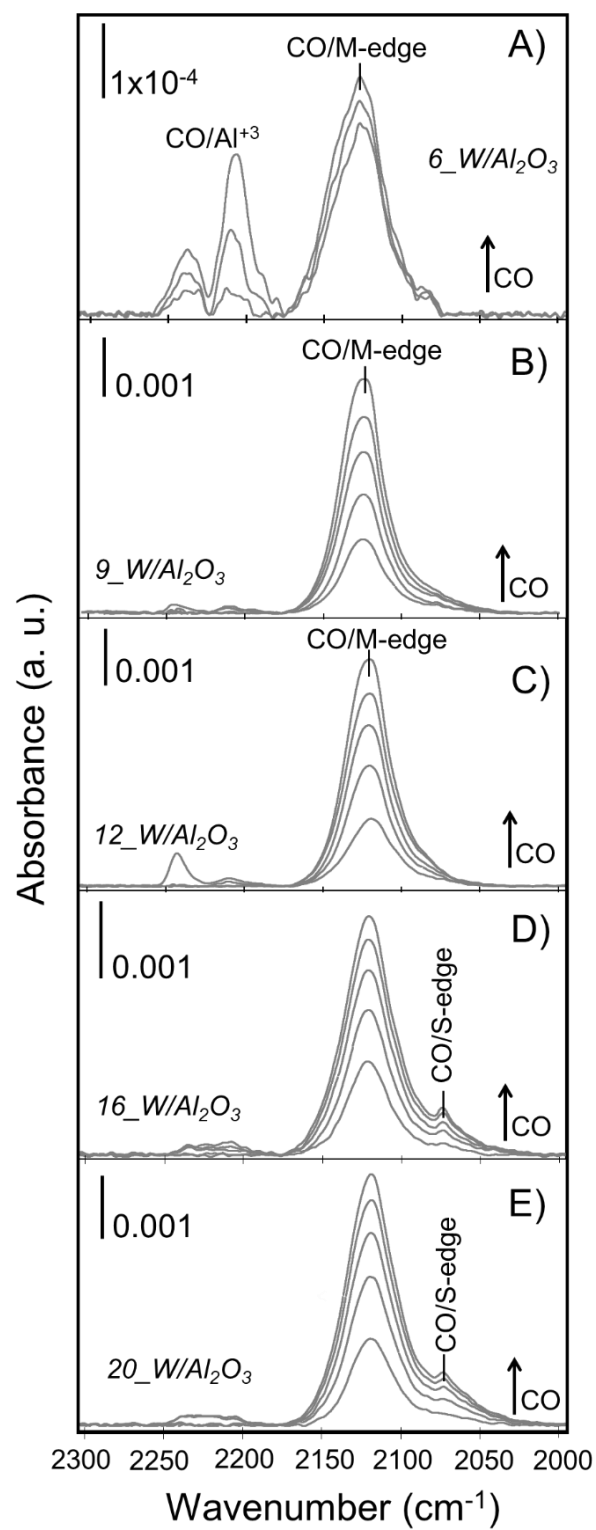 A)
1x10⁻⁴
CO/M-edge
CO/Al⁺³
6_W/Al₂O₃
CO
B)
CO/M-edge
0.001
9_W/Al₂O₃
CO
C)
CO/M-edge
0.001
12_W/Al₂O₃
CO
D)
0.001
CO/S-edge
16_W/Al₂O₃
CO
E)
0.001
CO/S-edge
20_W/Al₂O₃
CO
Absorbance (a. u.)
2300 2250 2200 2150 2100 2050 2000
Wavenumber (cm⁻¹)